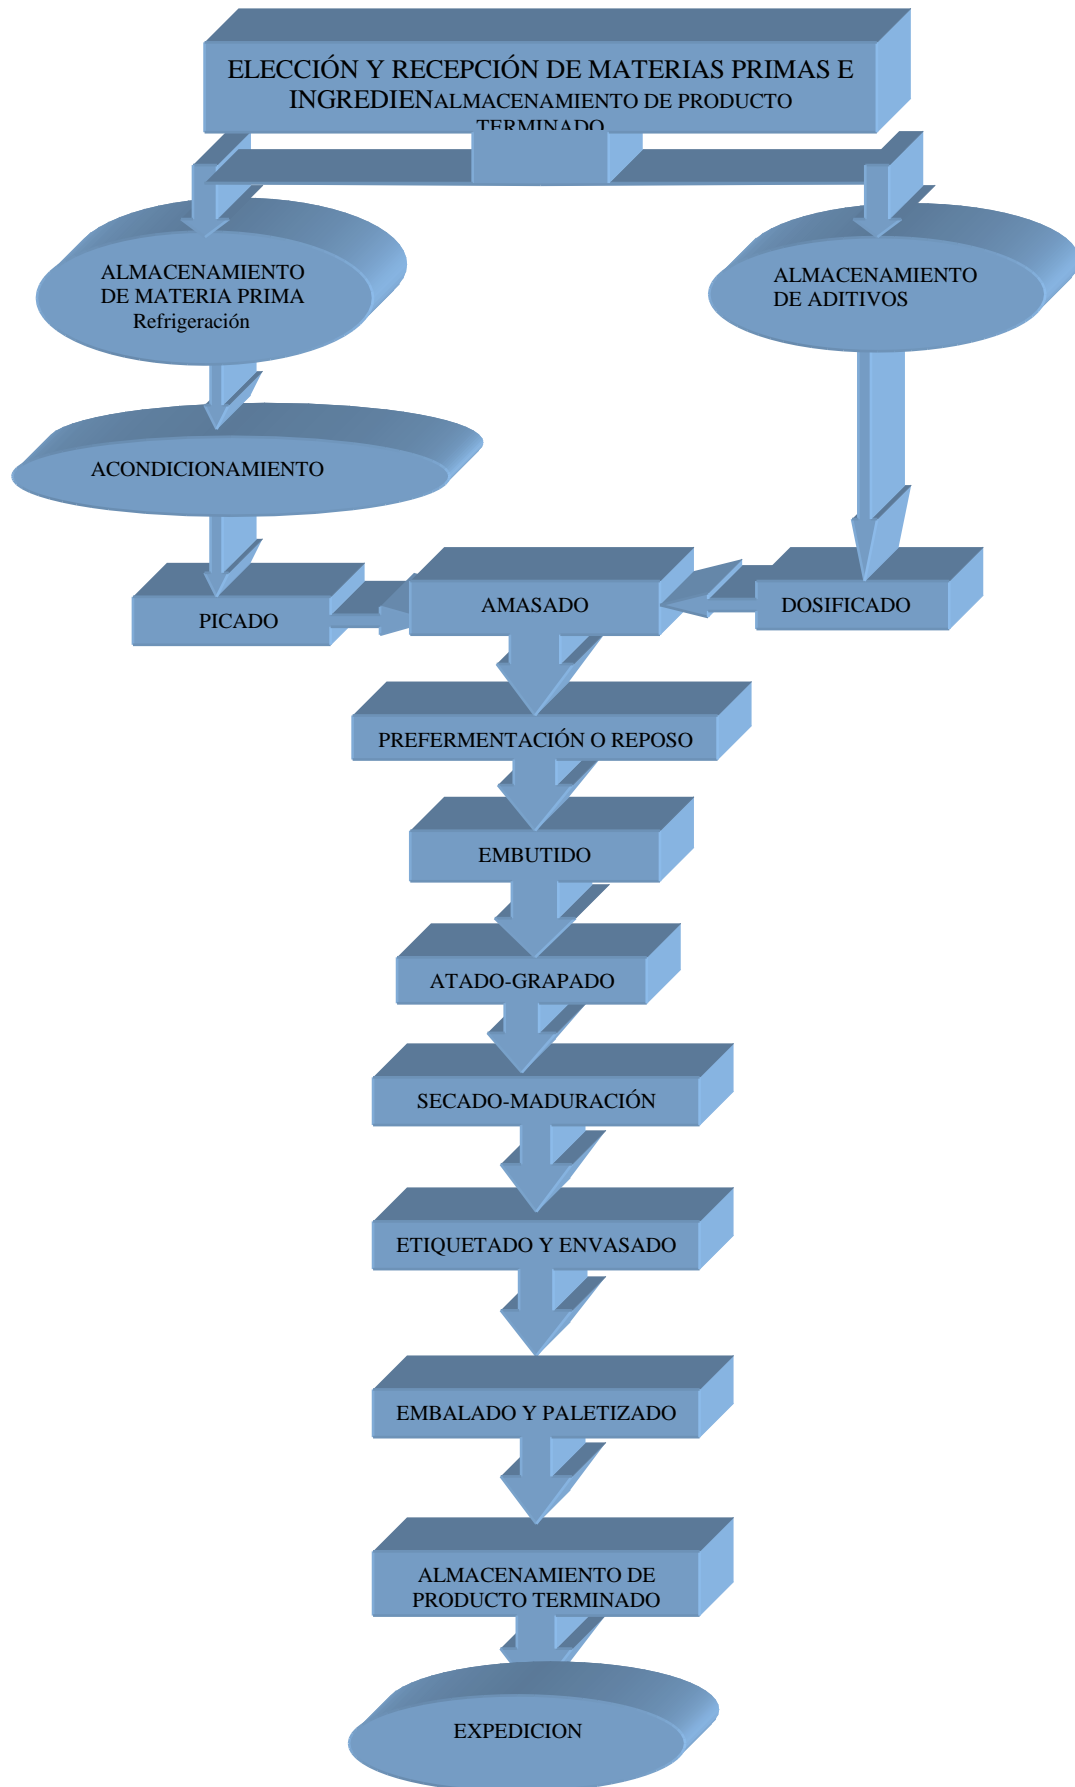 ELECCIÓN Y RECEPCIÓN DE MATERIAS PRIMAS E
INGREDIENALMACENAMIENTO DE PRODUCTO
TERMINADO
ALMACENAMIENTO
DE MATERIA PRIMA
Refrigeración
ALMACENAMIENTO
DE ADITIVOS
ACONDICIONAMIENTO
PICADO
AMASADO
DOSIFICADO
PREFERMENTACIÓN O REPOSO
EMBUTIDO
ATADO-GRAPADO
SECADO-MADURACIÓN
ETIQUETADO Y ENVASADO
EMBALADO Y PALETIZADO
ALMACENAMIENTO DE
PRODUCTO TERMINADO
EXPEDICION